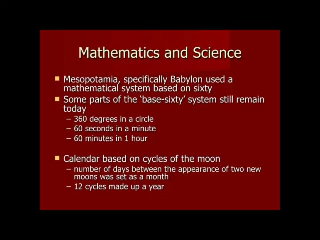 Mathematics and Science
Mesopotamia, specifically Babylon used a
mathematical system based on sixty
Some parts of the ‘base-sixty’ system still remain
today
– 360 degrees in a circle
– 60 seconds in a minute
– 60 minutes in 1 hour
Calendar based on cycles of the moon
– number of days between the appearance of two new
moons was set as a month
– 12 cycles made up a year